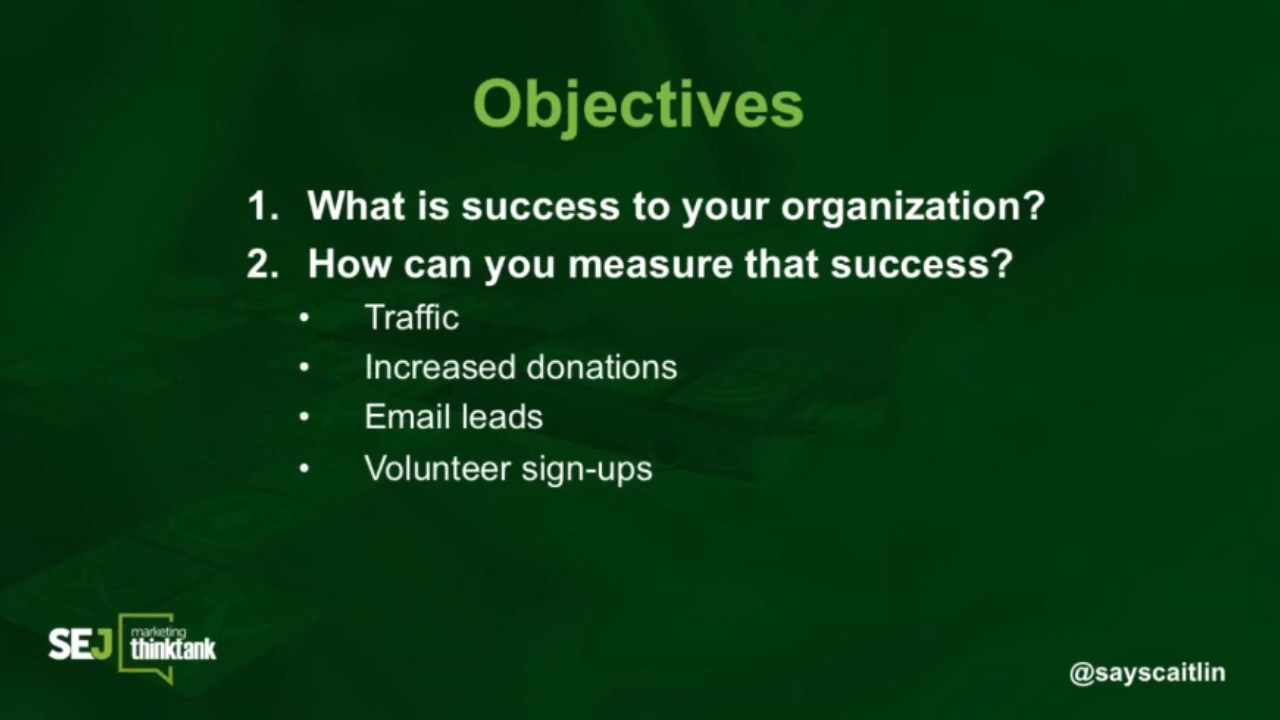 Objectives
1. What is success to your organization?
2. How can you measure that success?
• Traffic
• Increased donations
• Email leads
• Volunteer sign-ups
SEJ marketing
thinktank
@sayscaitlin